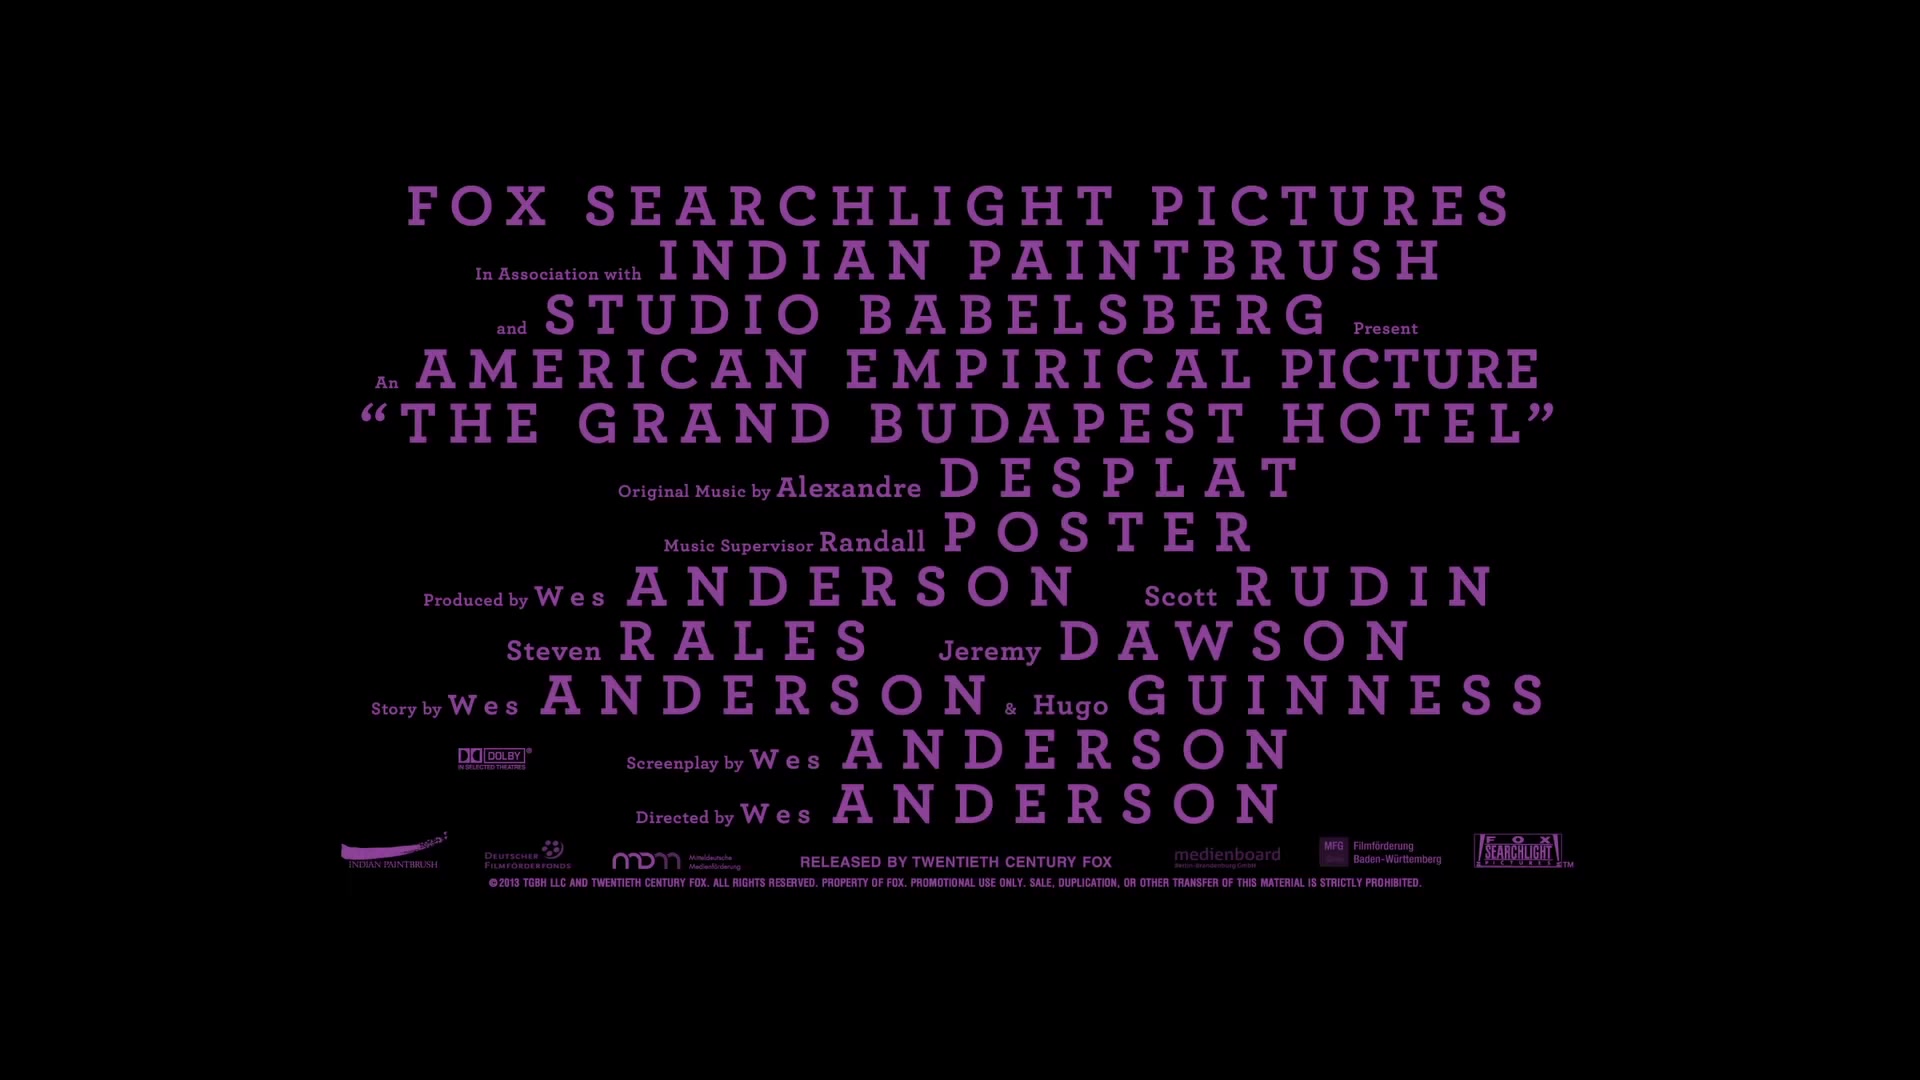 FOX SEARCHLIGHT PICTURES
In Association with INDIAN PAINTBRUSH
and STUDIO BABELSBERG Present
An AMERICAN EMPIRICAL PICTURE
“THE GRAND BUDAPEST HOTEL”
Original Music by Alexandre DESPLAT
Music Supervisor Randall POSTER
Produced by Wes ANDERSON Scott RUDIN
Steven RALES Jeremy DAWSON
Story by Wes ANDERSON & Hugo GUINNESS
DOLBY®
IN SELECTED THEATRES
Screenplay by Wes ANDERSON
Directed by Wes ANDERSON
INDIAN PAINTBRUSH
DEUTSCHER
FILMFÖRDERFONDS
mDm Mitteldeutsche
Medienförderung
RELEASED BY TWENTIETH CENTURY FOX
medienboard
Berlin-Brandenburg GmbH
MFG Filmförderung
Baden-Württemberg
FOX
SEARCHLIGHT
PICTURES TM
©2013 TGBH LLC AND TWENTIETH CENTURY FOX. ALL RIGHTS RESERVED. PROPERTY OF FOX. PROMOTIONAL USE ONLY. SALE, DUPLICATION, OR OTHER TRANSFER OF THIS MATERIAL IS STRICTLY PROHIBITED.